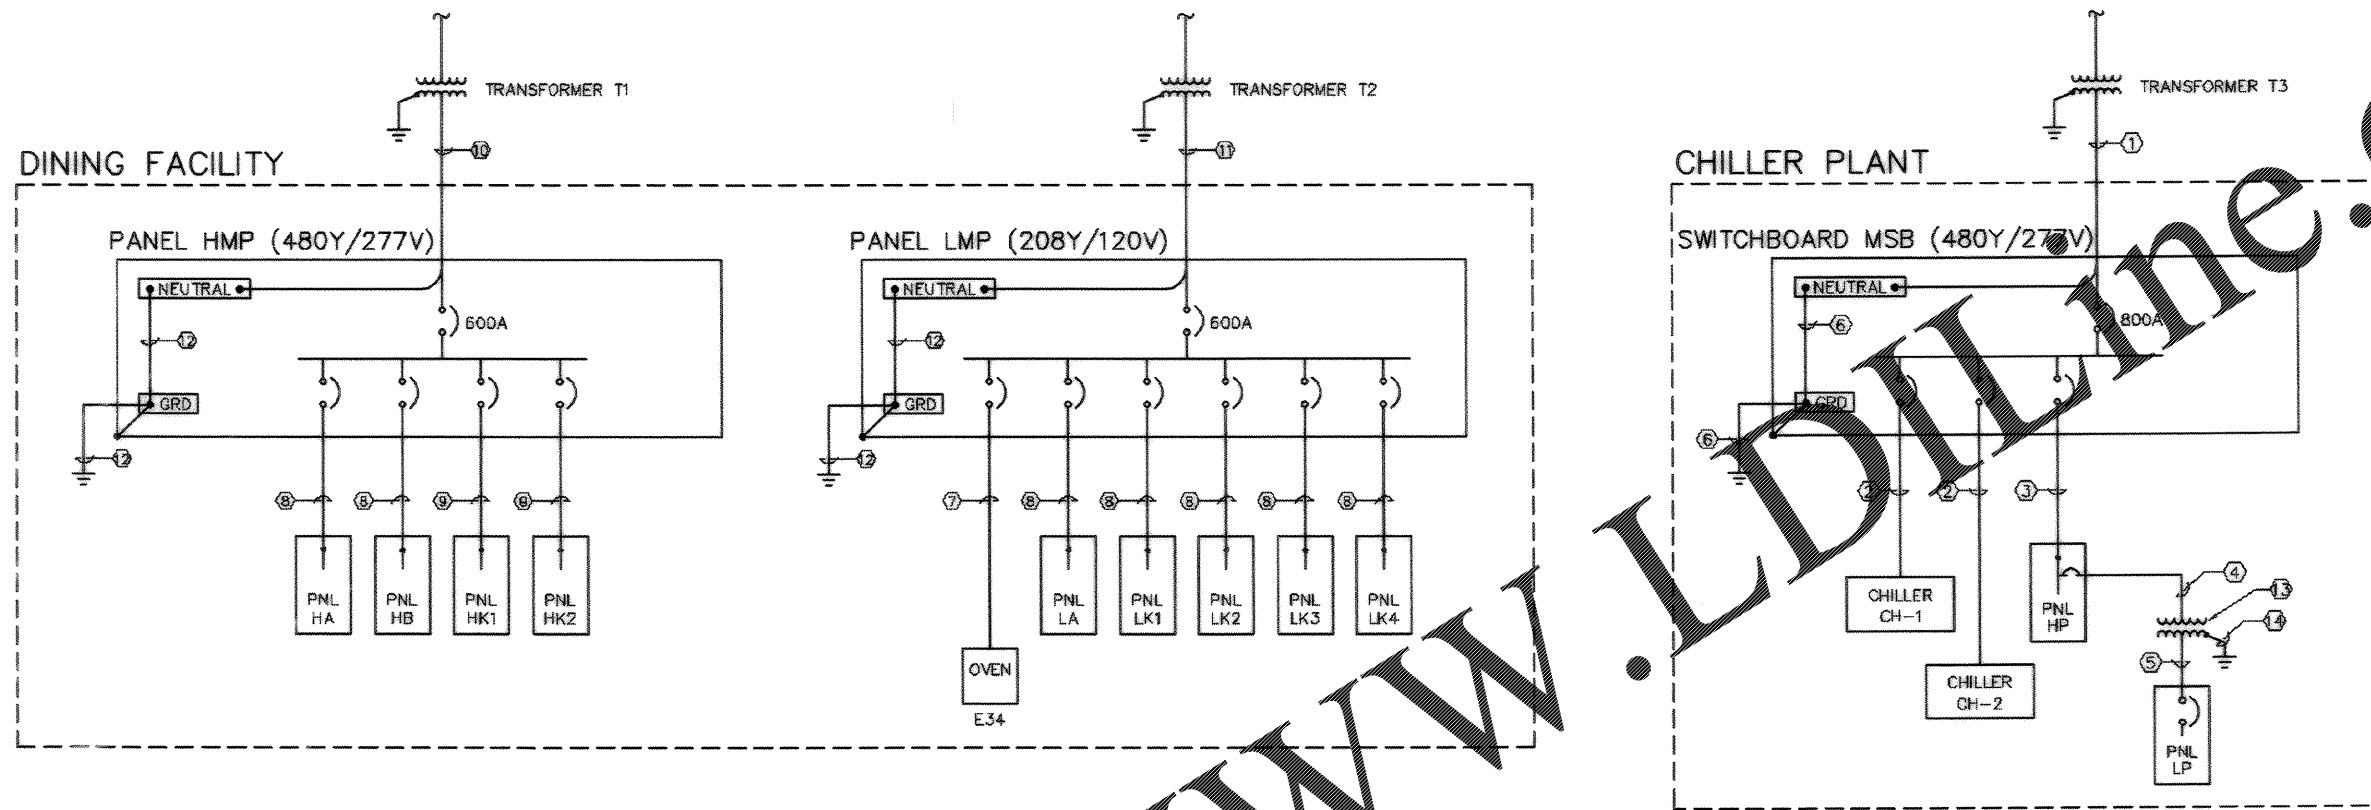 TRANSFORMER T1
TRANSFORMER T2
TRANSFORMER T3
10
11
1
DINING FACILITY
CHILLER PLANT
PANEL HMP (480Y/277V)
PANEL LMP (208Y/120V)
SWITCHBOARD MSB (480Y/277V)
NEUTRAL
NEUTRAL
NEUTRAL
600A
600A
800A
12
12
6
GRD
GRD
GRD
12
12
6
8
8
9
7
8
8
8
8
8
2
2
3
PNL
HA
PNL
HB
PNL
HK1
PNL
HK2
PNL
LA
PNL
LK1
PNL
LK2
PNL
LK3
PNL
LK4
CHILLER
CH-1
PNL
HP
4
13
14
5
OVEN
E34
CHILLER
CH-2
PNL
LP
www.LDILine.